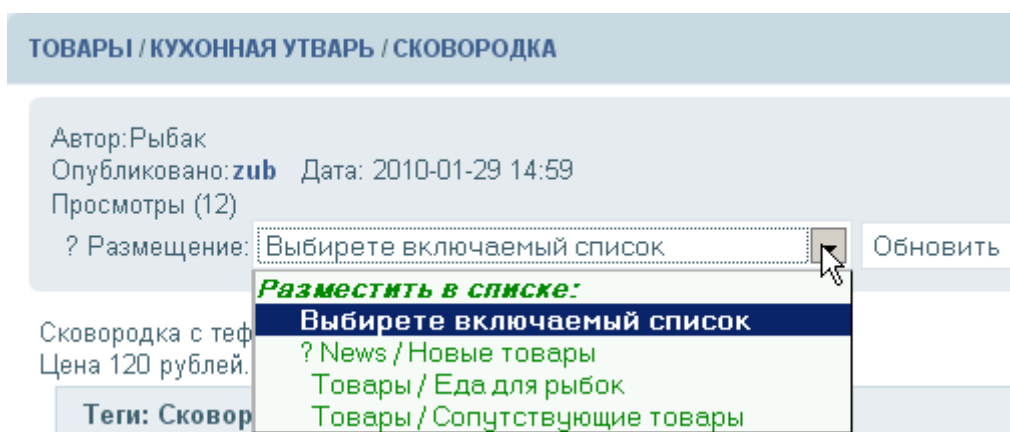 ТОВАРЫ / КУХОННАЯ УТВАРЬ / СКОВОРОДКА
Автор:Рыбак
Опубликовано:zub Дата: 2010-01-29 14:59
Просмотры (12)
? Размещение: Выбирете включаемый список Обновить
Разместить в списке:
Выбирете включаемый список
? News / Новые товары
Товары / Еда для рыбок
Товары / Сопутствующие товары
Сковородка с теф
Цена 120 рублей.
Теги: Сковор